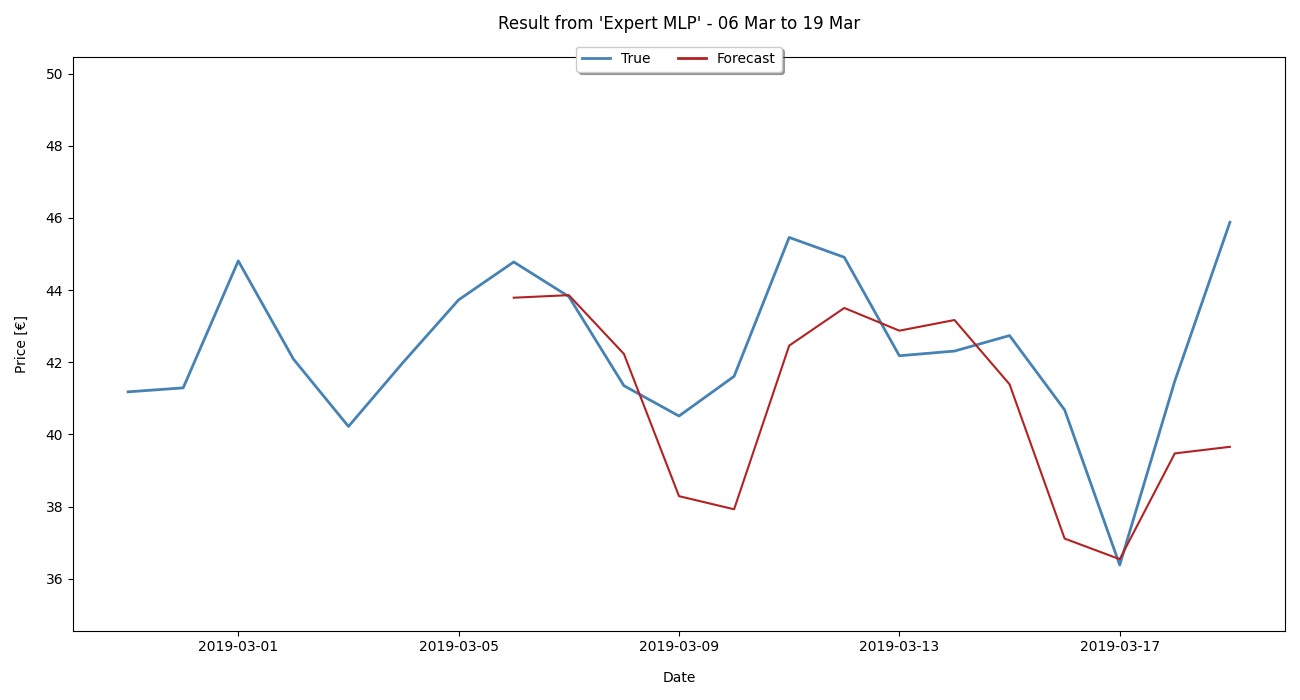 Result from 'Expert MLP' - 06 Mar to 19 Mar
True Forecast
50
48
46
44
42
40
38
36
Price [€]
2019-03-01 2019-03-05 2019-03-09 2019-03-13 2019-03-17
Date